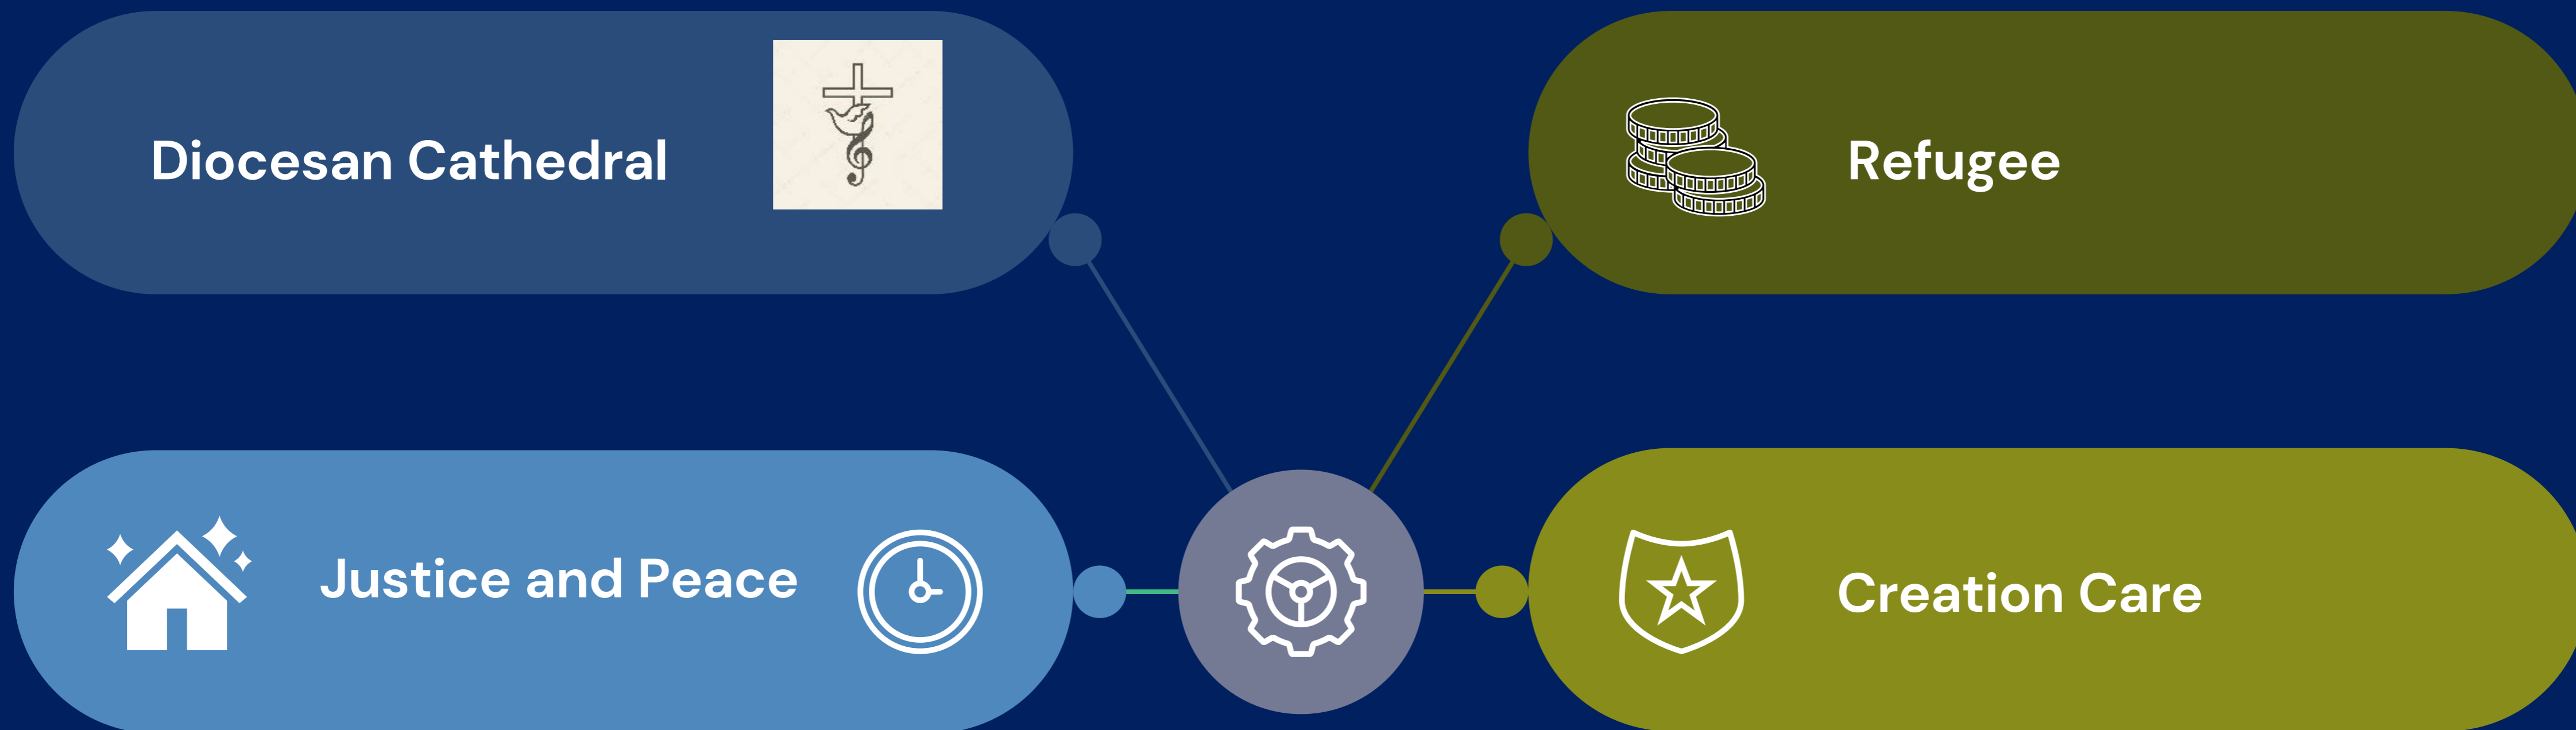 Diocesan Cathedral
Refugee
Justice and Peace
Creation Care